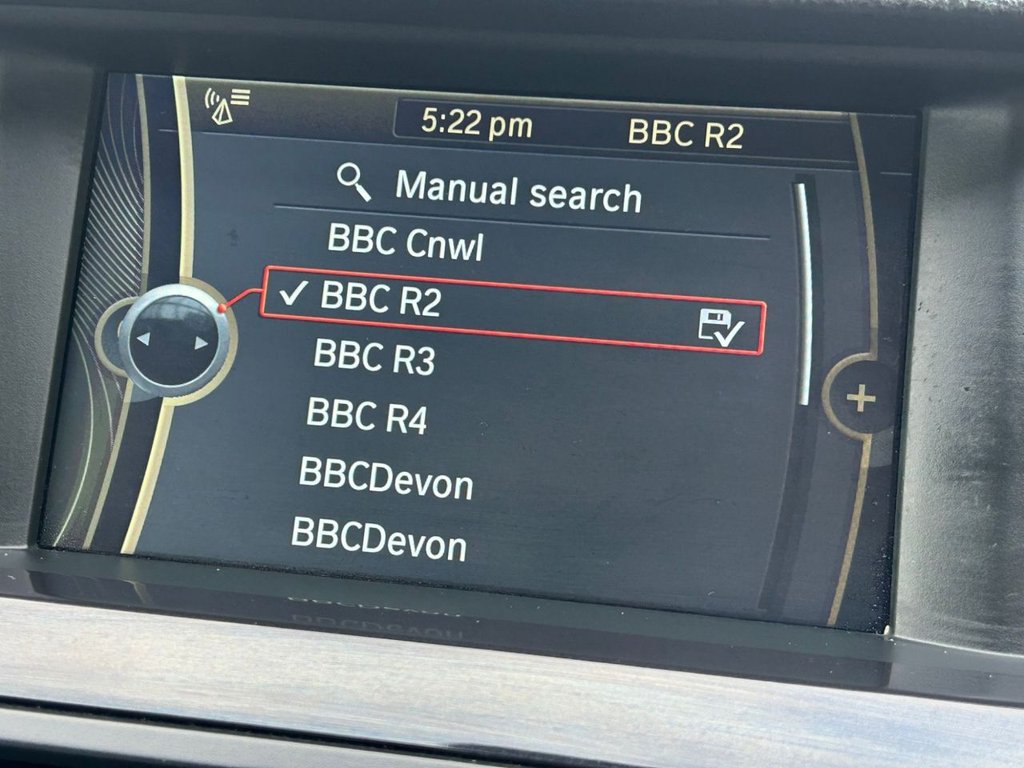 5:22 pm BBC R2
Manual search
BBC Cnwl
BBC R2
BBC R3
BBC R4
BBCDevon
BBCDevon